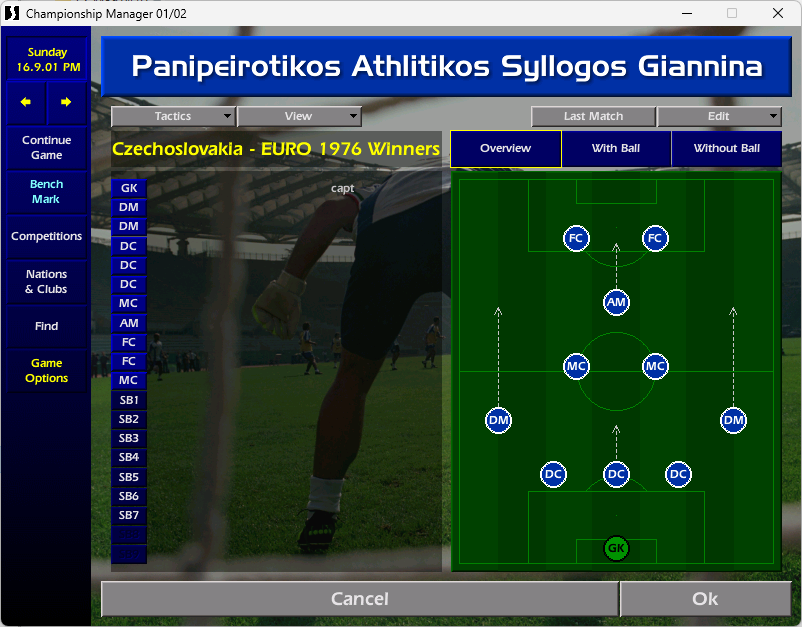 Championship Manager 01/02
Sunday
16.9.01 PM
Continue
Game
Bench
Mark
Competitions
Nations
& Clubs
Find
Game
Options
Panipeirotikos Athlitikos Syllogos Giannina
Tactics
View
Last Match
Edit
Czechoslovakia - EURO 1976 Winners
Overview
With Ball
Without Ball
GK capt
DM
DM
DC
DC
DC
MC
AM
FC
FC
MC
SB1
SB2
SB3
SB4
SB5
SB6
SB7
FC FC
AM
MC MC
DM DM
DC DC DC
GK
Cancel
Ok